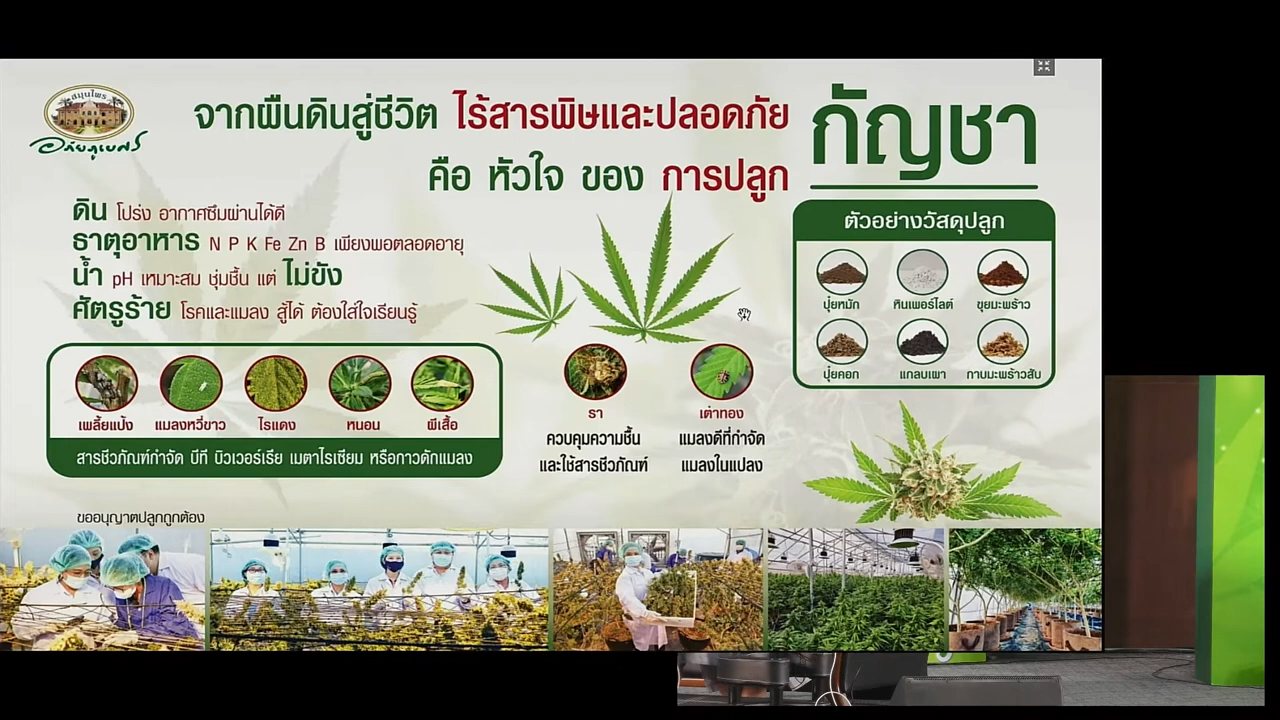 สมุนไพร
อภัยภูเบศร
จากผืนดินสู่ชีวิต ไร้สารพิษและปลอดภัย
คือ หัวใจ ของ การปลูก
กัญชา
ดิน โปร่ง อากาศซึมผ่านได้ดี
ธาตุอาหาร N P K Fe Zn B เพียงพอตลอดอายุ
น้ำ pH เหมาะสม ชุ่มชื้น แต่ ไม่ขัง
ศัตรูร้าย โรคและแมลง สู้ได้ ต้องใส่ใจเรียนรู้
ตัวอย่างวัสดุปลูก
ปุ๋ยหมัก หินเพอร์ไลต์ ขุยมะพร้าว
ปุ๋ยคอก แกลบเผา กาบมะพร้าวสับ
เพลี้ยแป้ง แมลงหวี่ขาว ไรแดง หนอน ผีเสื้อ
สารชีวภัณฑ์กำจัด บีที บิวเวอร์เรีย เมตาไรเซียม หรือกาวดักแมลง
รา
ควบคุมความชื้น
และใช้สารชีวภัณฑ์
เต่าทอง
แมลงดีที่กำจัด
แมลงในแปลง
ขออนุญาตปลูกถูกต้อง